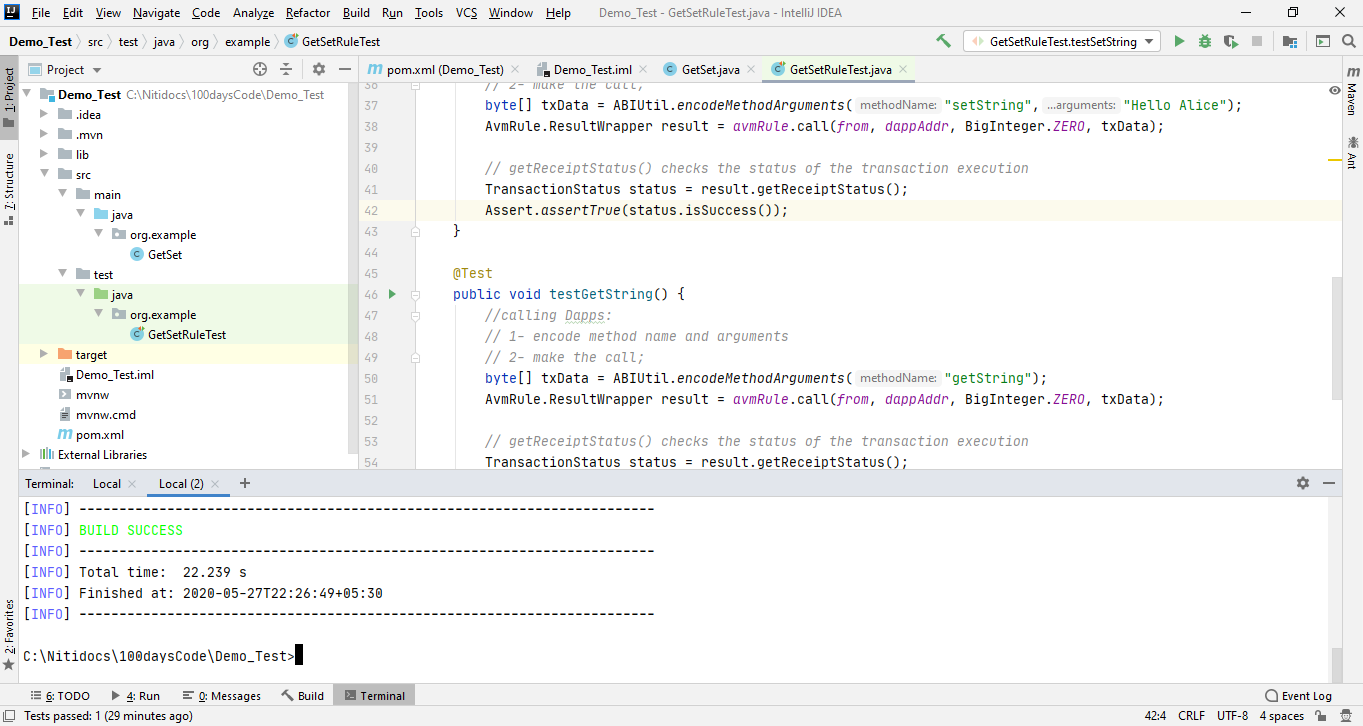 File Edit View Navigate Code Analyze Refactor Build Run Tools VCS Window Help Demo_Test - GetSetRuleTest.java - IntelliJ IDEA
Demo_Test src test java org example GetSetRuleTest GetSetRuleTest.testSetString
Project pom.xml (Demo_Test) Demo_Test.iml GetSet.java GetSetRuleTest.java
1: Project
7: Structure
2: Favorites
Maven
Ant
Demo_Test C:\Nitidocs\100daysCode\Demo_Test
.idea
.mvn
lib
src
main
java
org.example
GetSet
test
java
org.example
GetSetRuleTest
target
Demo_Test.iml
mvnw
mvnw.cmd
pom.xml
External Libraries
36 // 2- make the call;
37 byte[] txData = ABIUtil.encodeMethodArguments( methodName: "setString", ...arguments: "Hello Alice");
38 AvmRule.ResultWrapper result = avmRule.call(from, dappAddr, BigInteger.ZERO, txData);
39
40 // getReceiptStatus() checks the status of the transaction execution
41 TransactionStatus status = result.getReceiptStatus();
42 Assert.assertTrue(status.isSuccess());
43 }
44
45 @Test
46 public void testGetString() {
47 //calling Dapps:
48 // 1- encode method name and arguments
49 // 2- make the call;
50 byte[] txData = ABIUtil.encodeMethodArguments( methodName: "getString");
51 AvmRule.ResultWrapper result = avmRule.call(from, dappAddr, BigInteger.ZERO, txData);
52
53 // getReceiptStatus() checks the status of the transaction execution
54 TransactionStatus status = result.getReceiptStatus();
Terminal: Local Local (2) +
[INFO] ------------------------------------------------------------------------
[INFO] BUILD SUCCESS
[INFO] ------------------------------------------------------------------------
[INFO] Total time:  22.239 s
[INFO] Finished at: 2020-05-27T22:26:49+05:30
[INFO] ------------------------------------------------------------------------
C:\Nitidocs\100daysCode\Demo_Test>
6: TODO 4: Run 0: Messages Build Terminal Event Log
Tests passed: 1 (29 minutes ago) 42:4 CRLF UTF-8 4 spaces